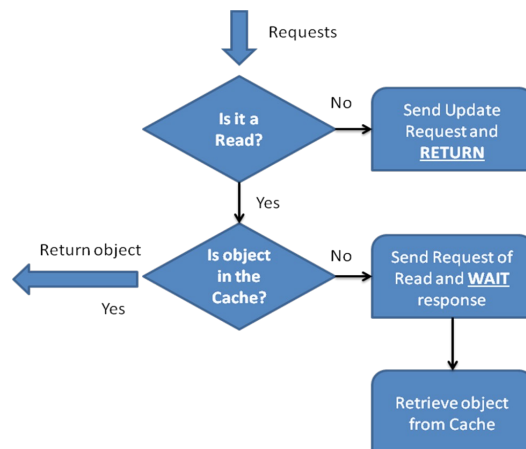 Requests
Is it a
Read?
No
Send Update
Request and
RETURN
Yes
Return object
Is object
in the
Cache?
No
Send Request of
Read and WAIT
response
Yes
Retrieve object
from Cache